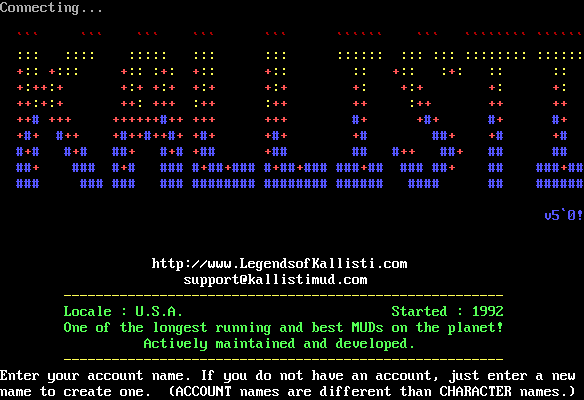 Connecting...
KALLISTI
v5`0!
http://www.LegendsofKallisti.com
support@kallistimud.com
Locale : U.S.A. Started : 1992
One of the longest running and best MUDs on the planet!
Actively maintained and developed.
Enter your account name. If you do not have an account, just enter a new
name to create one. (ACCOUNT names are different than CHARACTER names.)